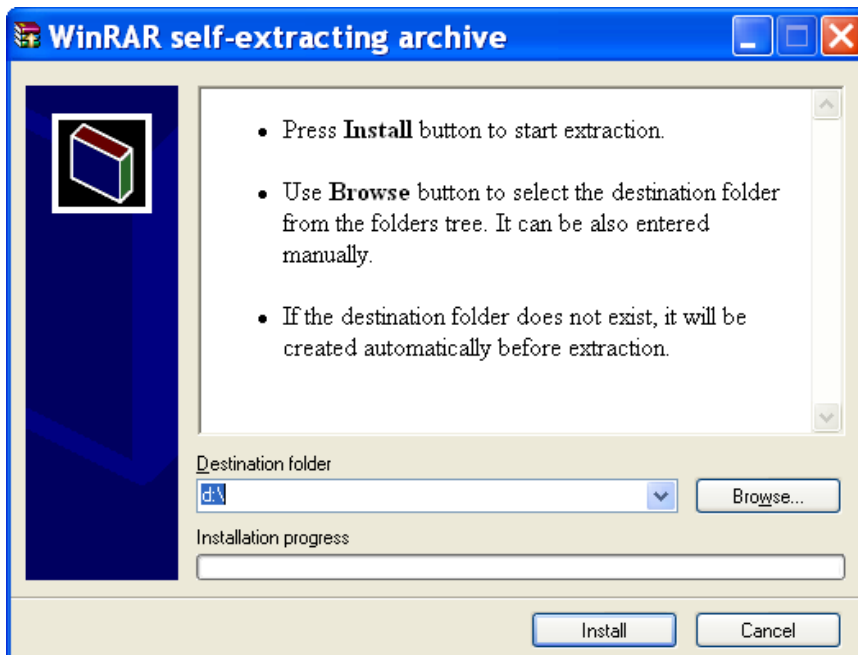 WinRAR self-extracting archive
Press Install button to start extraction.
Use Browse button to select the destination folder
from the folders tree. It can be also entered
manually.
If the destination folder does not exist, it will be
created automatically before extraction.
Destination folder
d:\
Browse...
Installation progress
Install
Cancel